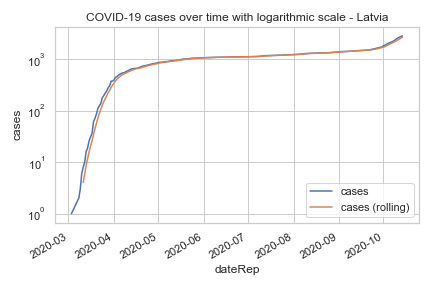 COVID-19 cases over time with logarithmic scale - Latvia
cases
10³
10²
10¹
10⁰
cases
cases (rolling)
2020-03
2020-04
2020-05
2020-06
2020-07
2020-08
2020-09
2020-10
dateRep